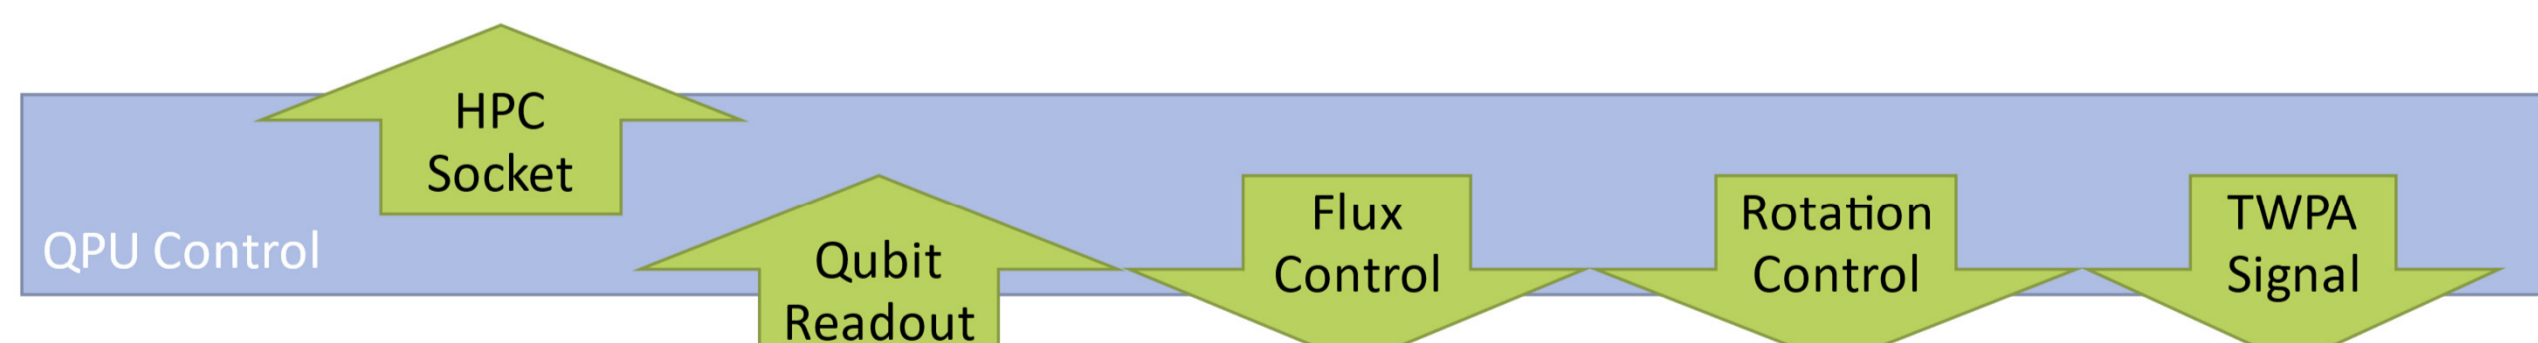 HPC
Socket
QPU Control
Qubit
Readout
Flux
Control
Rotation
Control
TWPA
Signal